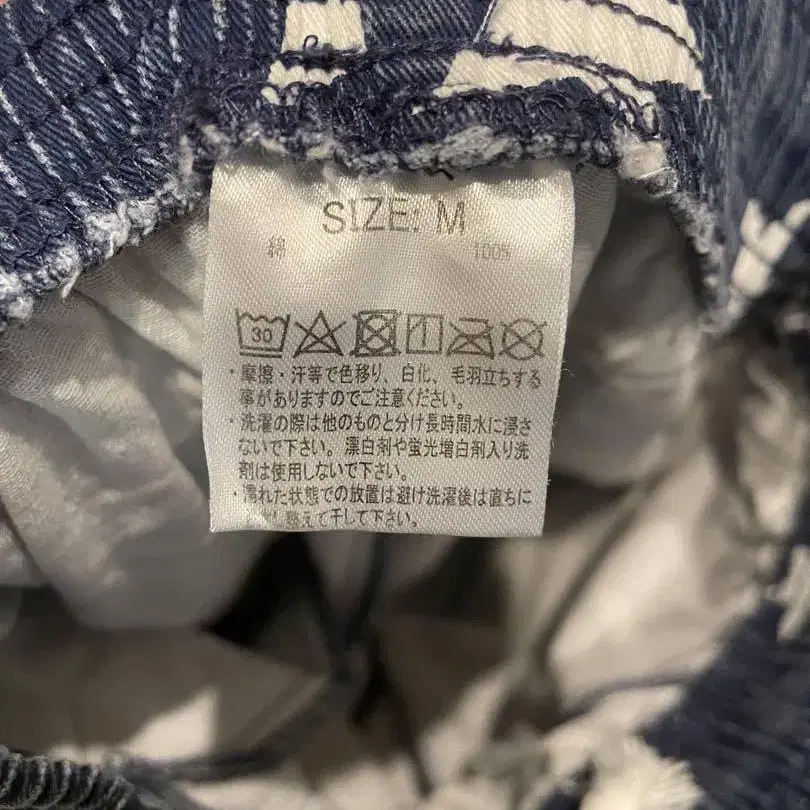 SIZE: M
綿 100%
30
・摩擦・汗等で色移り、白化、毛羽立ちする
事がありますのでご注意ください。
・洗濯の際は他のものと分け長時間水に浸さ
ないで下さい。漂白剤や蛍光増白剤入り洗
剤は使用しないで下さい。
・濡れた状態での放置は避け洗濯後は直ちに
整えて干して下さい。